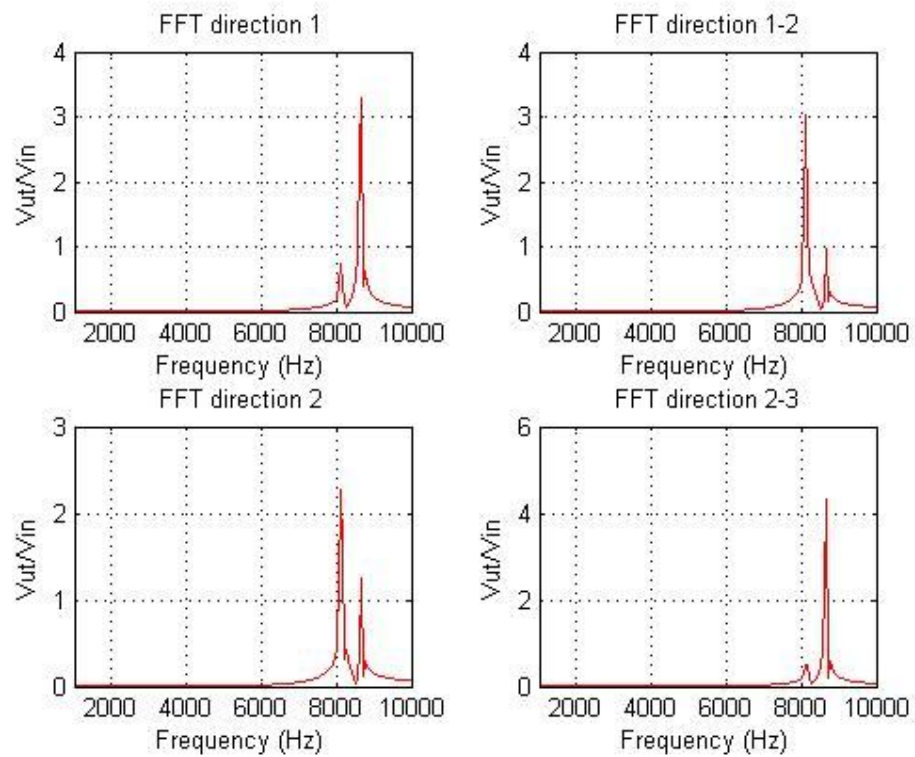 FFT direction 1
4
3
2
1
0
Vut/Vin
2000 4000 6000 8000 10000
Frequency (Hz)
FFT direction 1-2
4
3
2
1
0
Vut/Vin
2000 4000 6000 8000 10000
Frequency (Hz)
FFT direction 2
3
2
1
0
Vut/Vin
2000 4000 6000 8000 10000
Frequency (Hz)
FFT direction 2-3
6
4
2
0
Vut/Vin
2000 4000 6000 8000 10000
Frequency (Hz)